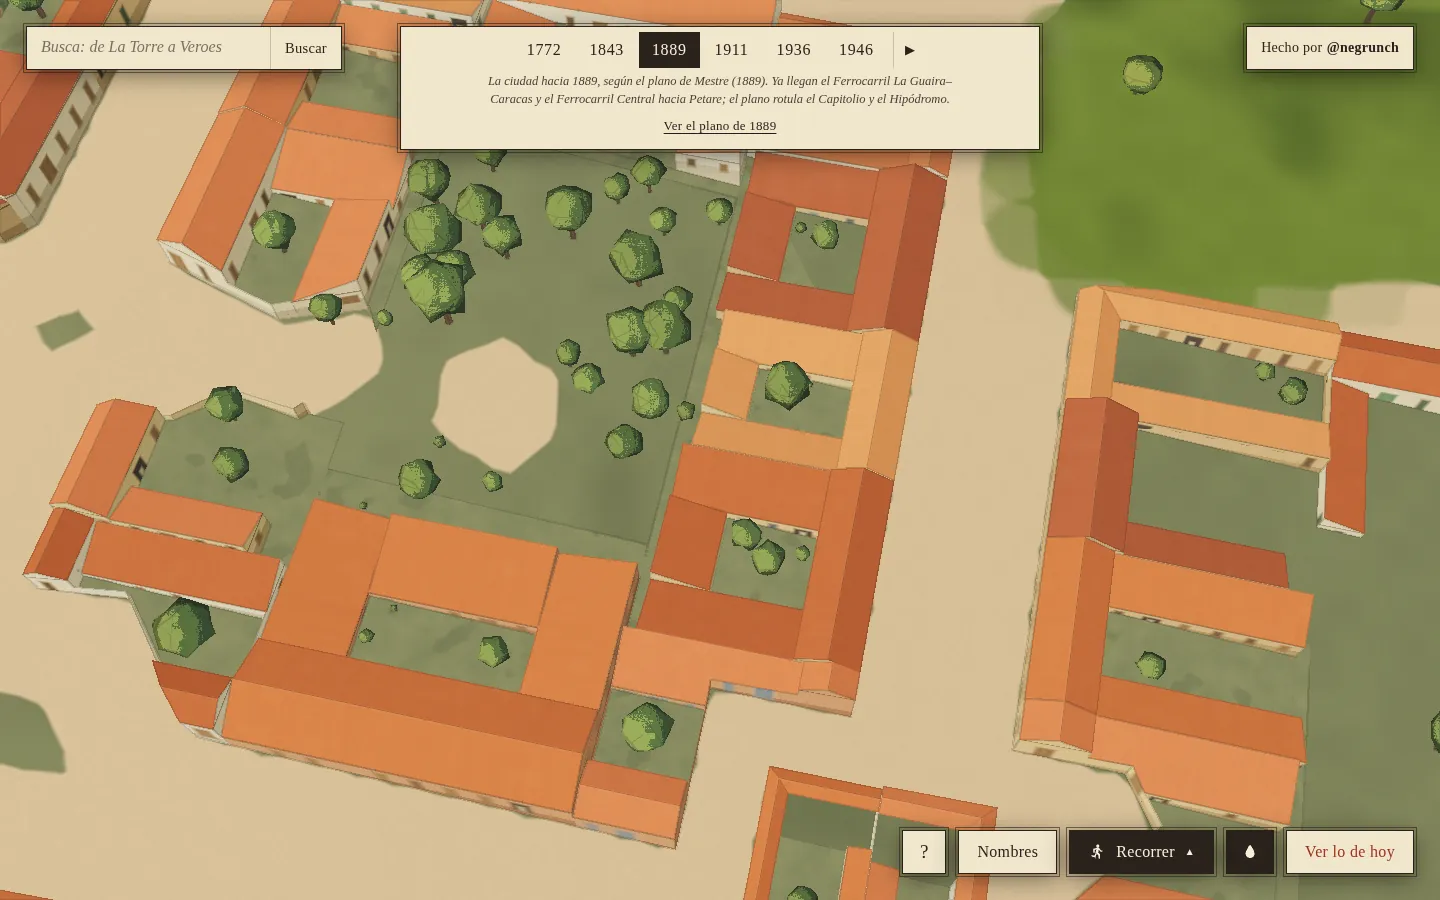 Busca: de La Torre a Veroes
Buscar
1772 1843 1889 1911 1936 1946 ▶
La ciudad hacia 1889, según el plano de Mestre (1889). Ya llegan el Ferrocarril La Guaira–
Caracas y el Ferrocarril Central hacia Petare; el plano rotula el Capitolio y el Hipódromo.
Ver el plano de 1889
Hecho por @negrunch
?
Nombres
Recorrer ▲
Ver lo de hoy